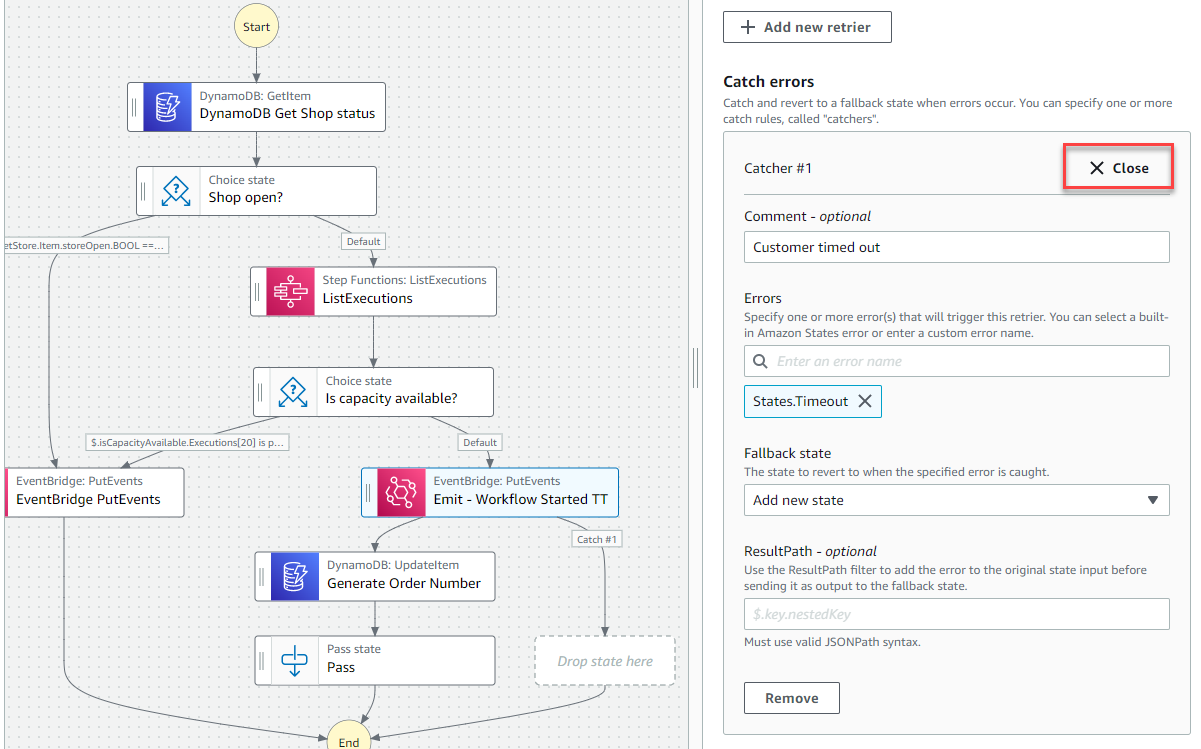 Start
DynamoDB: GetItem
DynamoDB Get Shop status
Choice state
Shop open?
etStore.Item.storeOpen.BOOL ==...
Default
Step Functions: ListExecutions
ListExecutions
Choice state
Is capacity available?
$.isCapacityAvailable.Executions[20] is p...
Default
EventBridge: PutEvents
EventBridge PutEvents
EventBridge: PutEvents
Emit - Workflow Started TT
Catch #1
DynamoDB: UpdateItem
Generate Order Number
Pass state
Pass
Drop state here
End
Add new retrier
Catch errors
Catch and revert to a fallback state when errors occur. You can specify one or more
catch rules, called "catchers".
Catcher #1
Close
Comment - optional
Customer timed out
Errors
Specify one or more error(s) that will trigger this retrier. You can select a built-
in Amazon States error or enter a custom error name.
Enter an error name
States.Timeout
Fallback state
The state to revert to when the specified error is caught.
Add new state
ResultPath - optional
Use the ResultPath filter to add the error to the original state input before
sending it as output to the fallback state.
$.key.nestedKey
Must use valid JSONPath syntax.
Remove